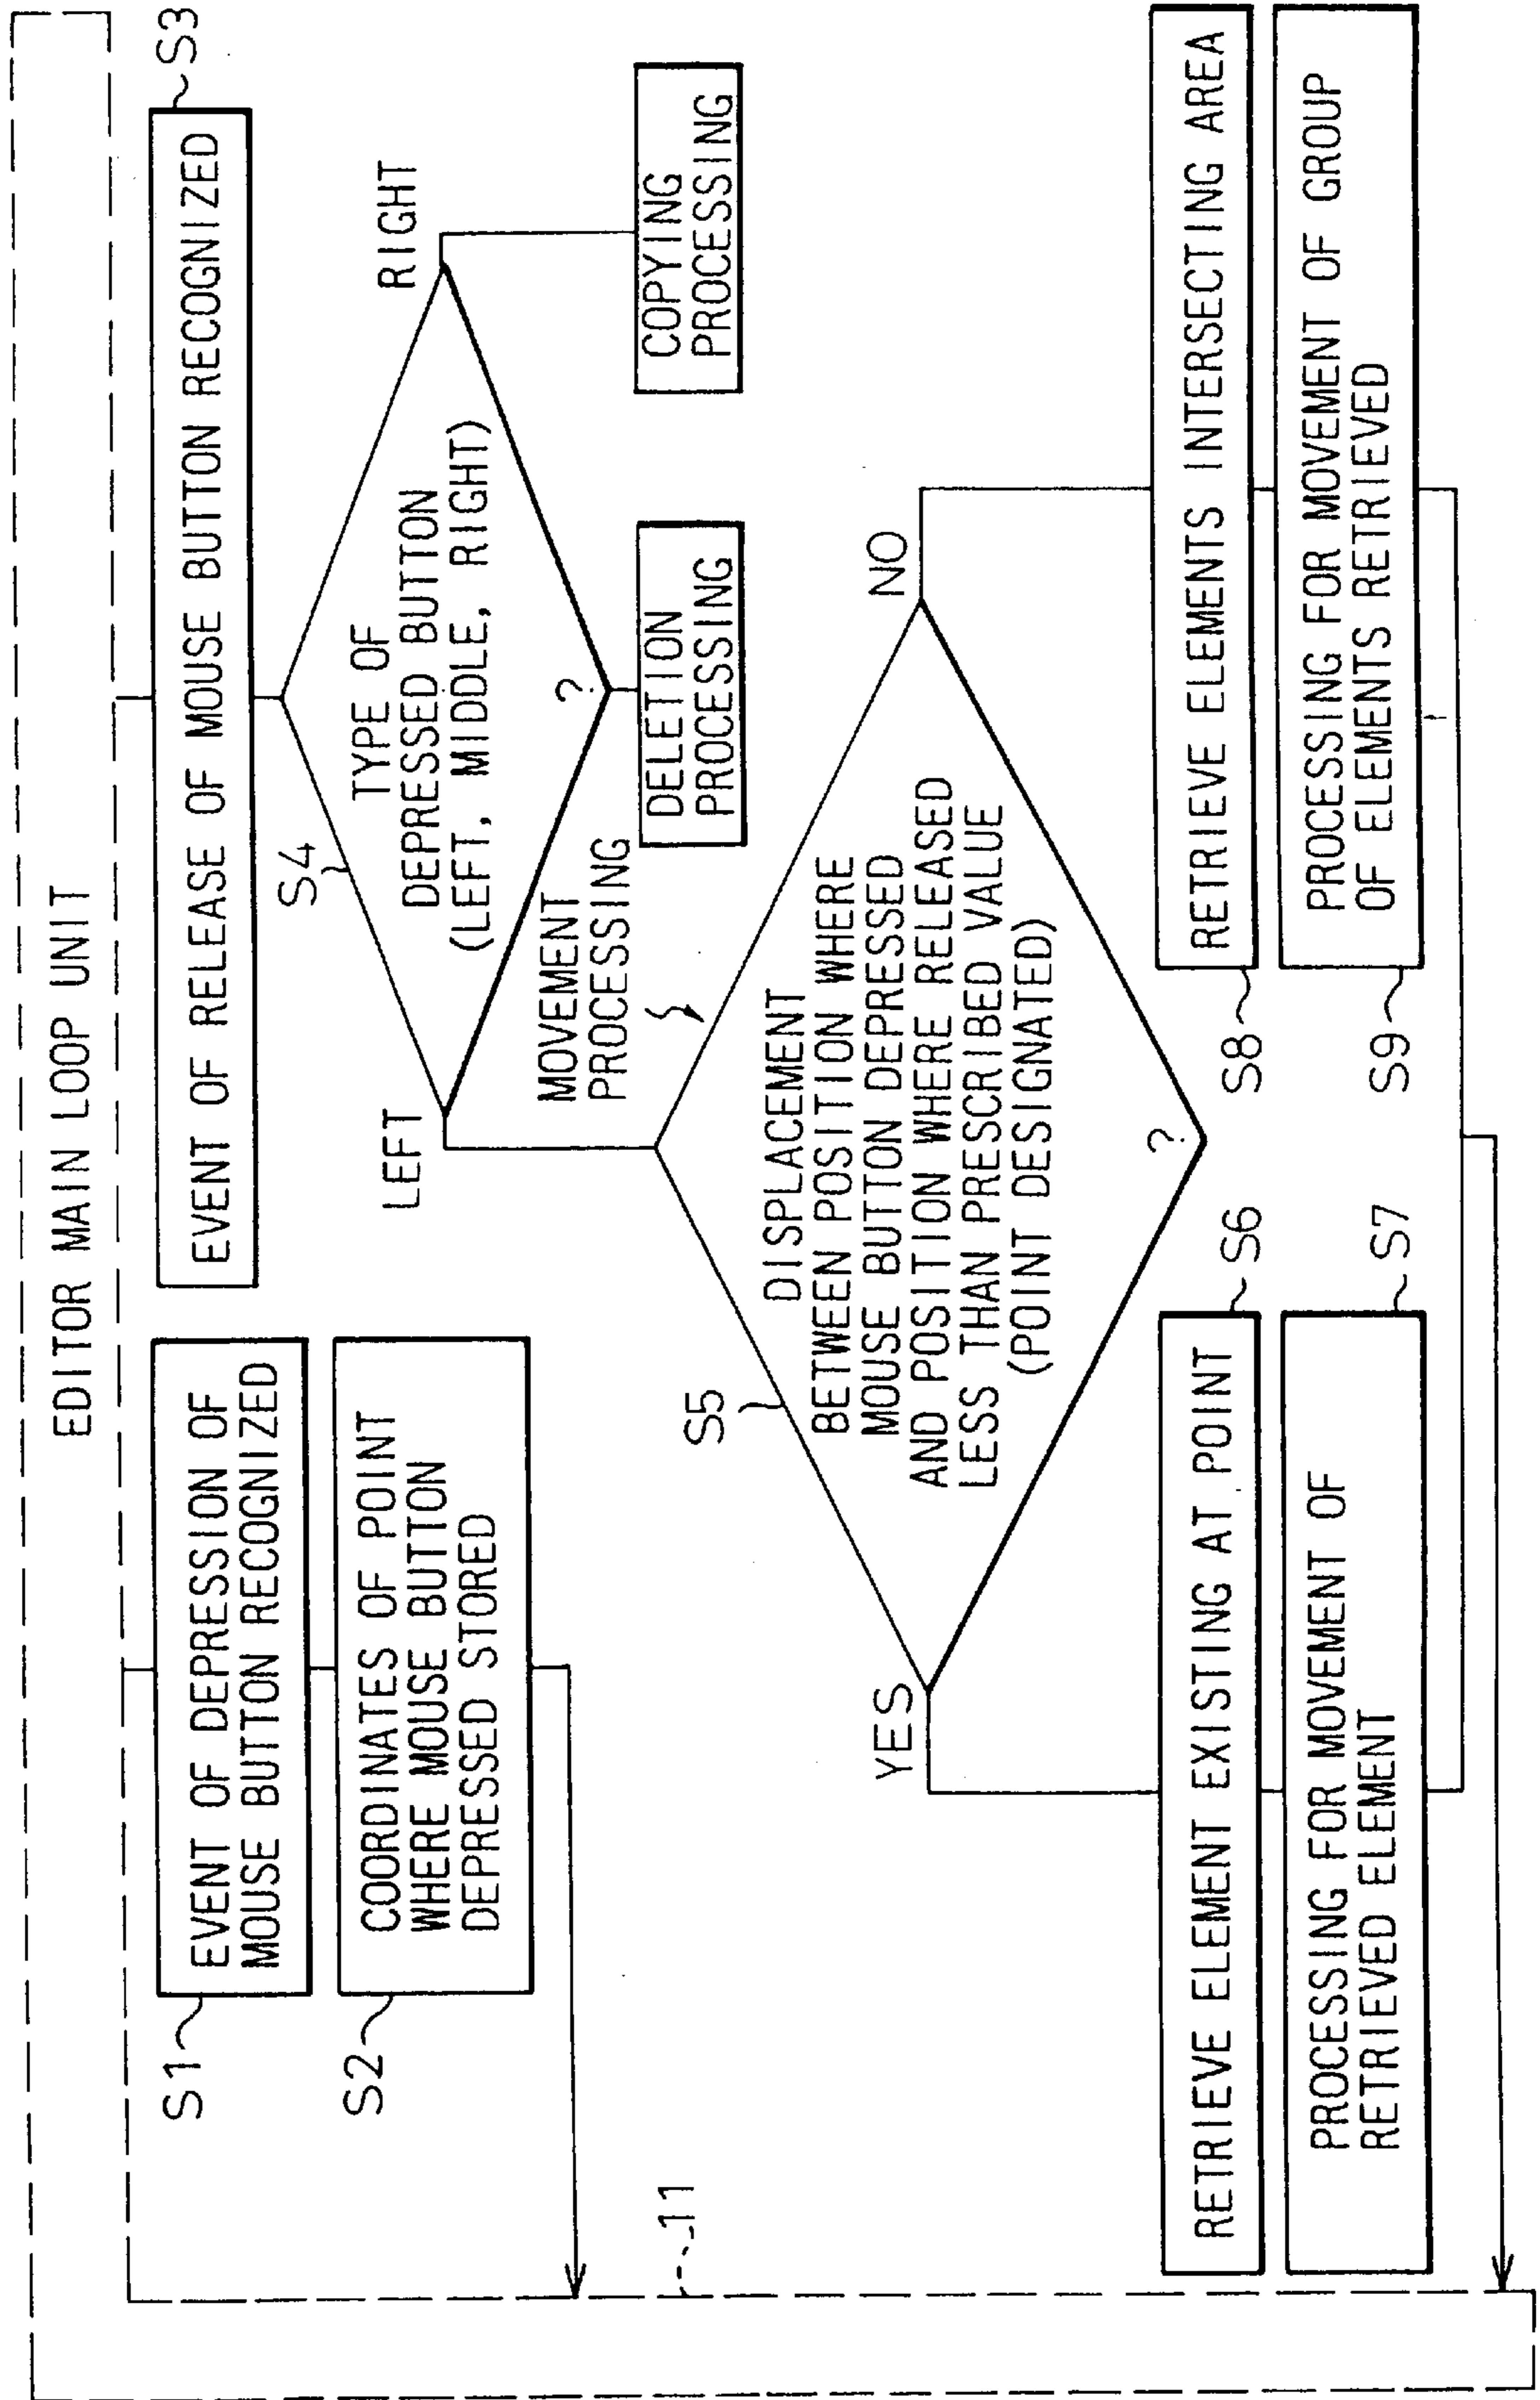 EDITOR MAIN LOOP UNIT
S1
EVENT OF DEPRESSION OF
MOUSE BUTTON RECOGNIZED
S2
COORDINATES OF POINT
WHERE MOUSE BUTTON
DEPRESSED STORED
11
S3
EVENT OF RELEASE OF MOUSE BUTTON RECOGNIZED
S4
TYPE OF
DEPRESSED BUTTON
(LEFT, MIDDLE, RIGHT)
?
LEFT
RIGHT
MOVEMENT
PROCESSING
DELETION
PROCESSING
COPYING
PROCESSING
S5
DISPLACEMENT
BETWEEN POSITION WHERE
MOUSE BUTTON DEPRESSED
AND POSITION WHERE RELEASED
LESS THAN PRESCRIBED VALUE
(POINT DESIGNATED)
?
YES
NO
S6
RETRIEVE ELEMENT EXISTING AT POINT
S7
PROCESSING FOR MOVEMENT OF
RETRIEVED ELEMENT
S8
RETRIEVE ELEMENTS INTERSECTING AREA
S9
PROCESSING FOR MOVEMENT OF GROUP
OF ELEMENTS RETRIEVED